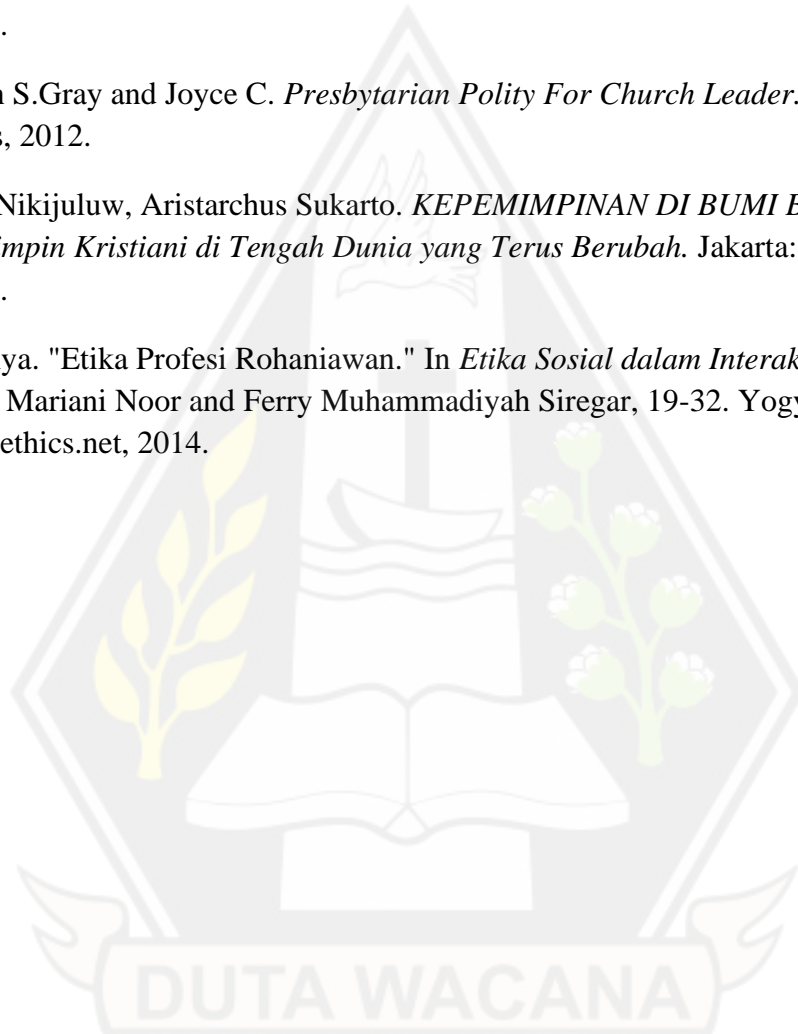 .
n S.Gray and Joyce C. Presbytarian Polity For Church Leader.
s, 2012.
Nikijuluw, Aristarchus Sukarto. KEPEMIMPINAN DI BUMI B
impin Kristiani di Tengah Dunia yang Terus Berubah. Jakarta:
.
ya. "Etika Profesi Rohaniawan." In Etika Sosial dalam Interak
Mariani Noor and Ferry Muhammadiyah Siregar, 19-32. Yogy
ethics.net, 2014.
DUTA WACANA